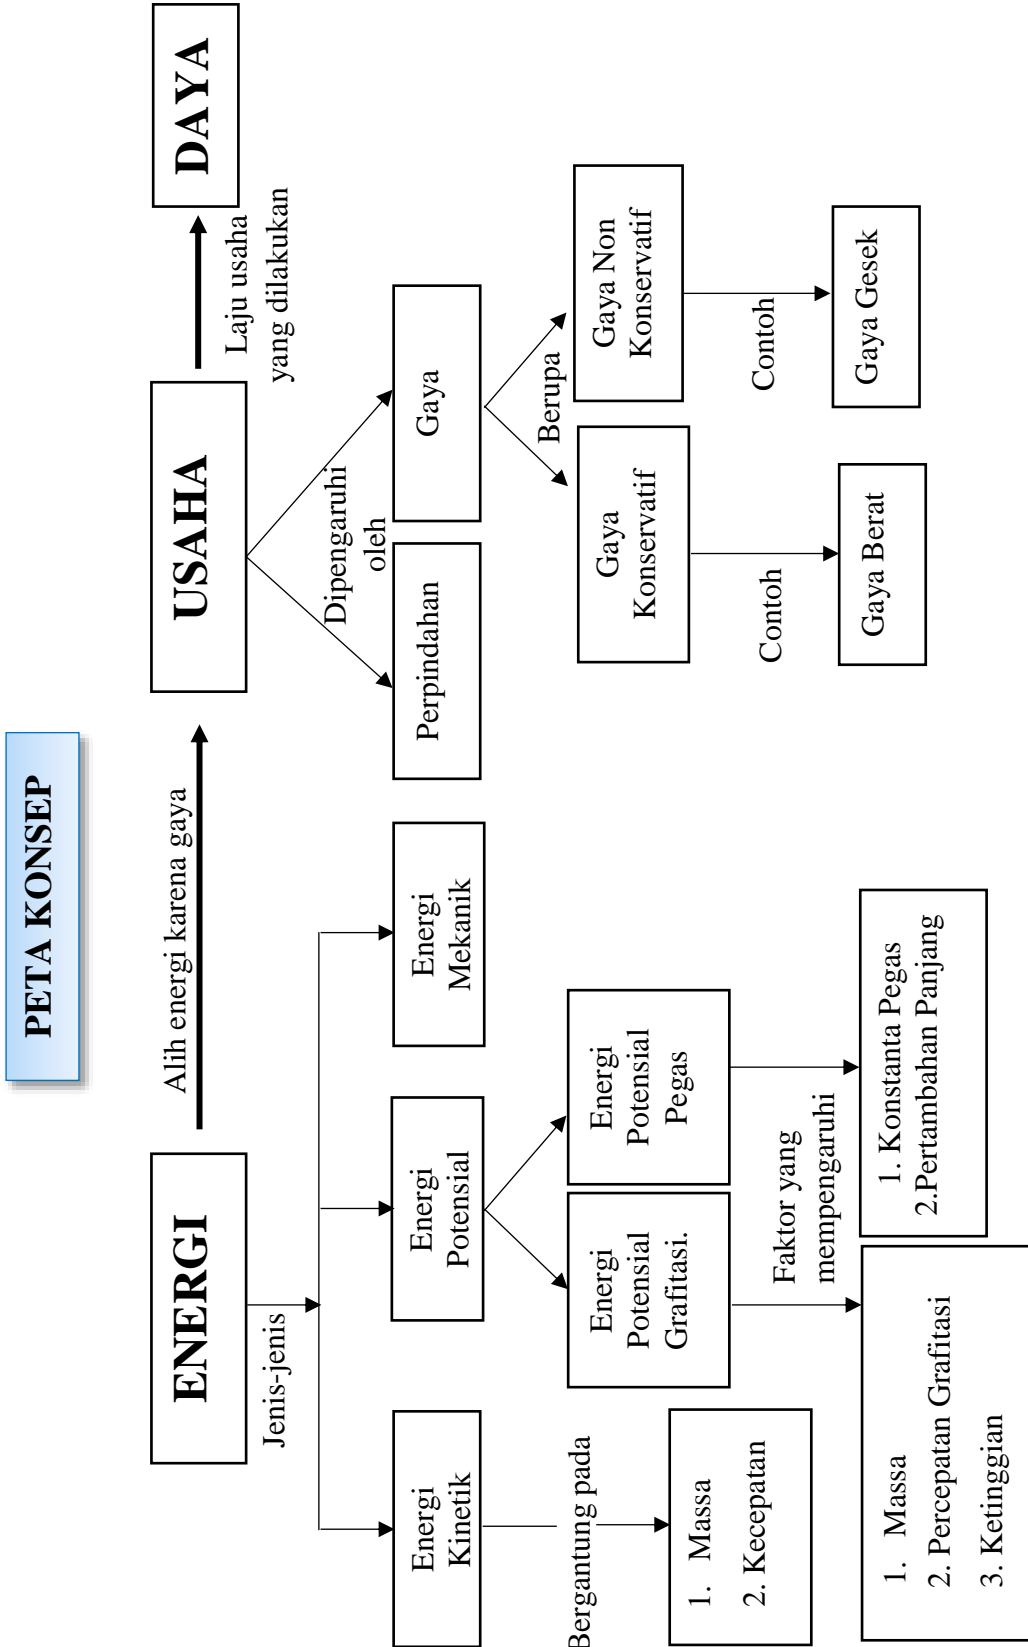 PETA KONSEP
ENERGI
Alih energi karena gaya
USAHA
Laju usaha
yang dilakukan
DAYA
Jenis-jenis
Dipengaruhi
oleh
Energi
Kinetik
Energi
Potensial
Energi
Mekanik
Perpindahan
Gaya
Bergantung pada
Energi
Potensial
Grafitasi.
Energi
Potensial
Pegas
Berupa
Gaya
Konservatif
Gaya Non
Konservatif
1. Massa
2. Kecepatan
Faktor yang
mempengaruhi
Contoh
Contoh
1. Massa
2. Percepatan Grafitasi
3. Ketinggian
1. Konstanta Pegas
2.Pertambahan Panjang
Gaya Berat
Gaya Gesek